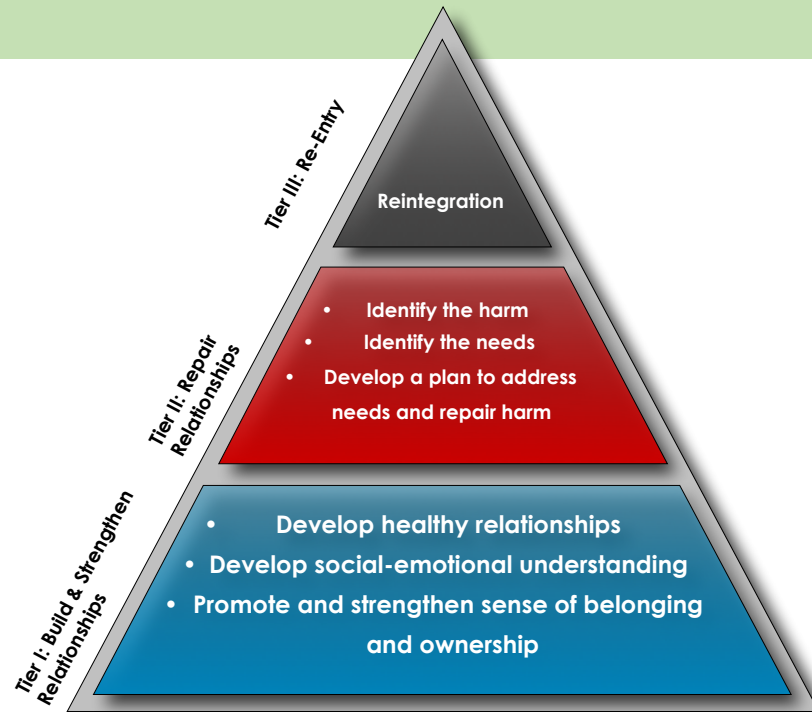 Tier III: Re-Entry
Reintegration
Tier II: Repair
Relationships
• Identify the harm
• Identify the needs
• Develop a plan to address
needs and repair harm
Tier I: Build & Strengthen
Relationships
• Develop healthy relationships
• Develop social-emotional understanding
• Promote and strengthen sense of belonging
and ownership